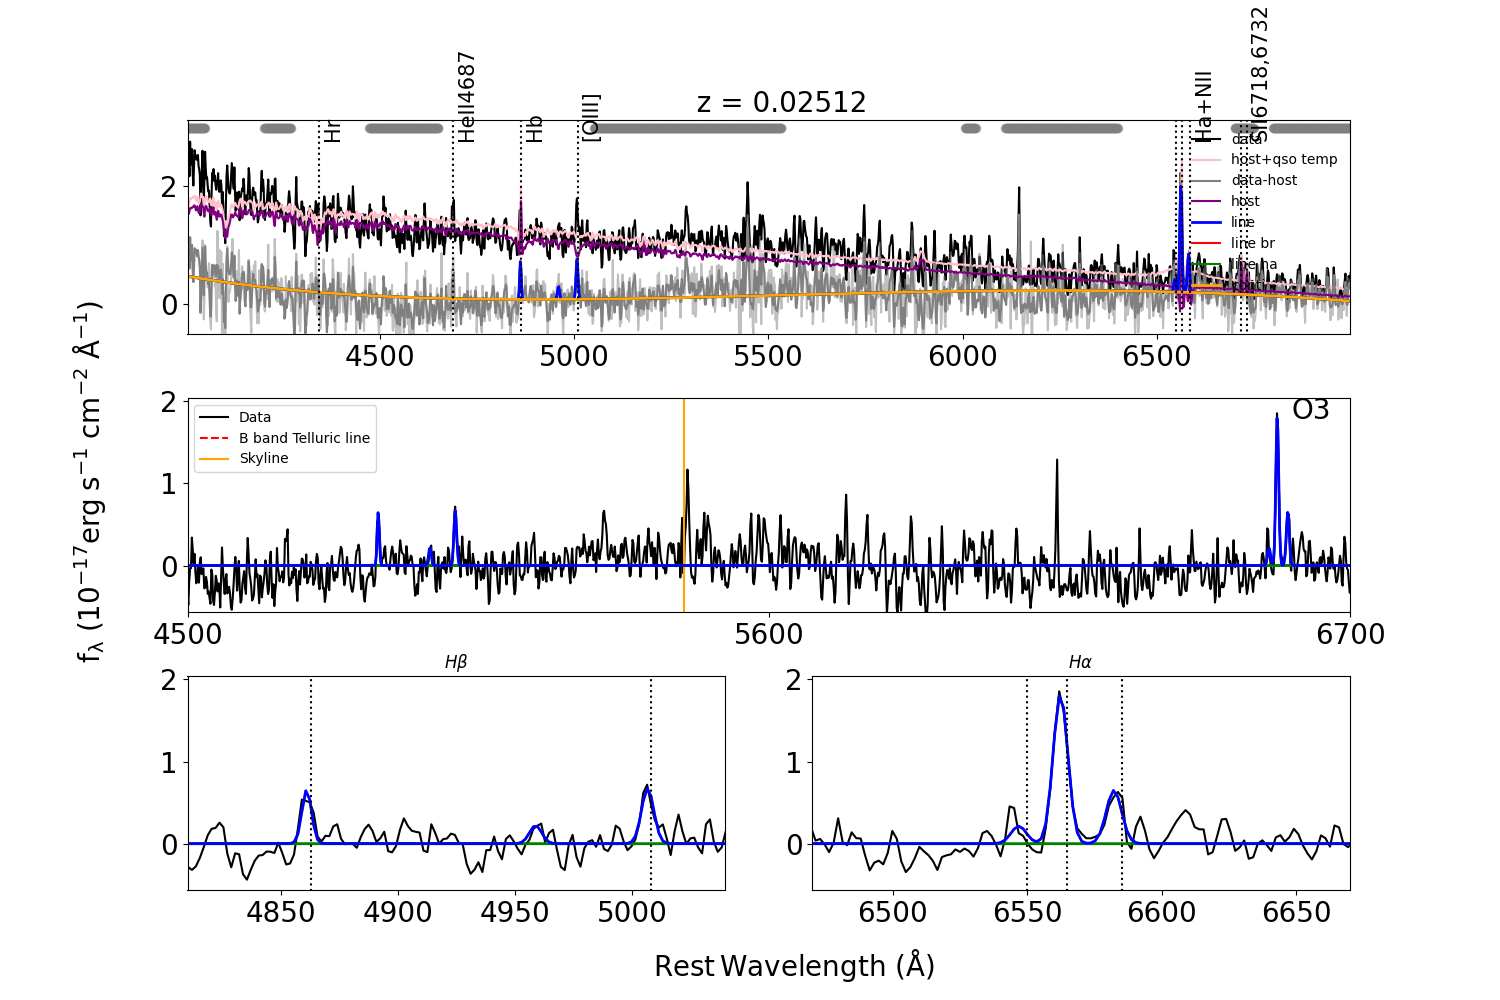 z = 0.02512
Hr
HeII4687
Hb
[OIII]
Ha+NII
SII6718,6732
data
host+qso temp
data-host
host
line
line br
line na
2
0
4500
5000
5500
6000
6500
fλ (10⁻¹⁷erg s⁻¹ cm⁻² Å⁻¹)
Data
B band Telluric line
Skyline
O3
2
1
0
4500
5600
6700
Hβ
2
1
0
4850
4900
4950
5000
Hα
2
1
0
6500
6550
6600
6650
Rest Wavelength (Å)